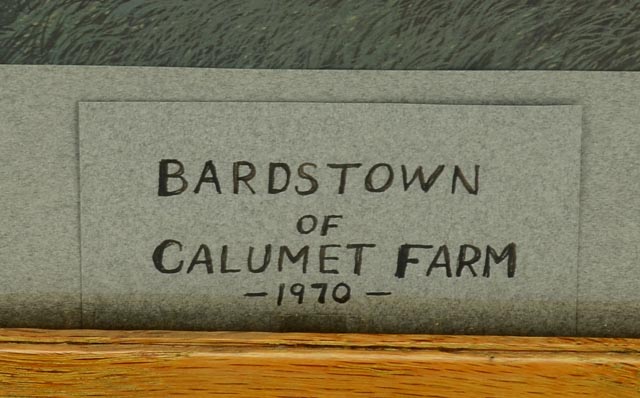 BARDSTOWN
OF
CALUMET FARM
- 1970 -